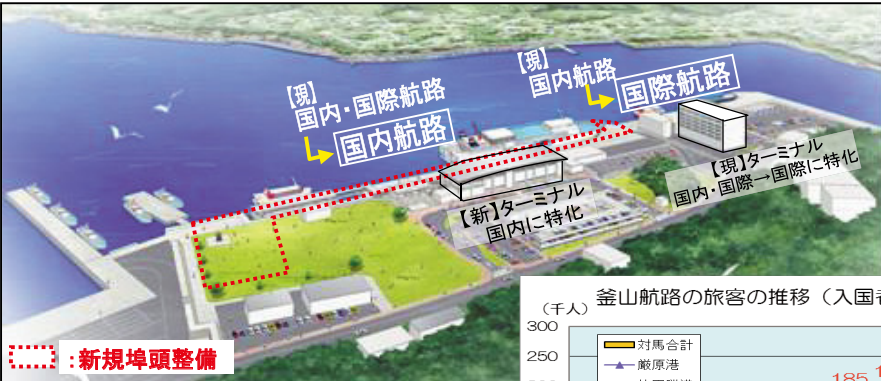 【現】
国内・国際航路
国内航路
【現】
国内航路
国際航路
【新】ターミナル
国内に特化
【現】ターミナル
国内・国際→国際に特化
:新規埠頭整備
釜山航路の旅客の推移（入国者
（千人）
300
250
対馬合計
厳原港
185